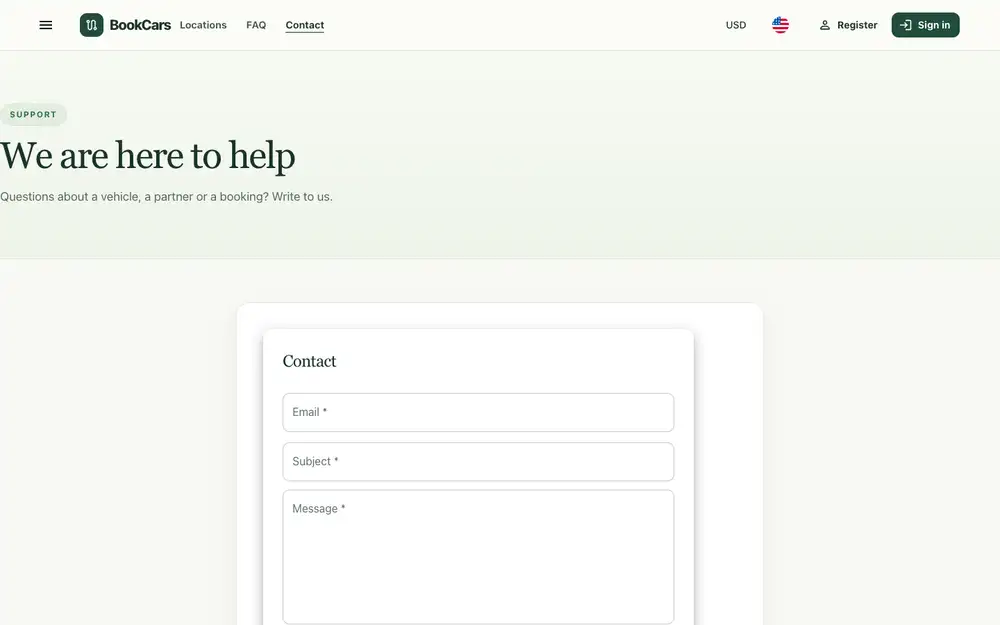 BookCars
Locations
FAQ
Contact
USD
Register
Sign in
SUPPORT
We are here to help
Questions about a vehicle, a partner or a booking? Write to us.
Contact
Email *
Subject *
Message *